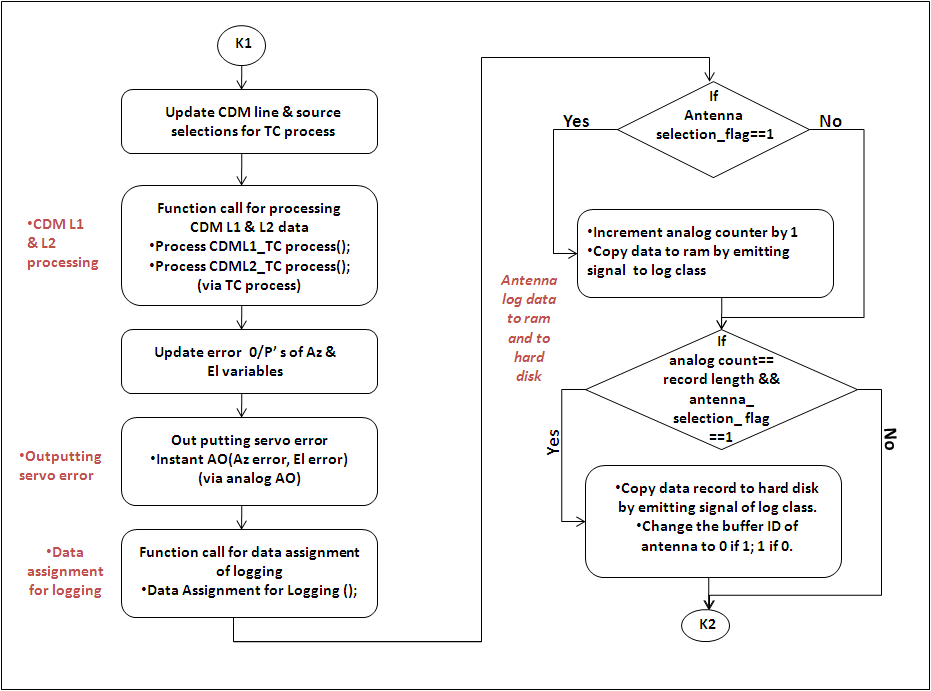 K1
Update CDM line & source
selections for TC process
•CDM L1
& L2
processing
Function call for processing
CDM L1 & L2 data
•Process CDML1_TC process();
•Process CDML2_TC process();
(via TC process)
Update error 0/P's of Az &
El variables
•Outputting
servo error
Out putting servo error
•Instant AO(Az error, El error)
(via analog AO)
•Data
assignment
for logging
Function call for data assignment
of logging
•Data Assignment for Logging ();
If
Antenna
selection_flag==1
Yes
No
•Increment analog counter by 1
•Copy data to ram by emitting
signal to log class
Antenna
log data
to ram
and to
hard
disk
If
analog count==
record length &&
antenna_
selection_ flag
==1
Yes
No
•Copy data record to hard disk
by emitting signal of log class.
•Change the buffer ID of
antenna to 0 if 1; 1 if 0.
K2